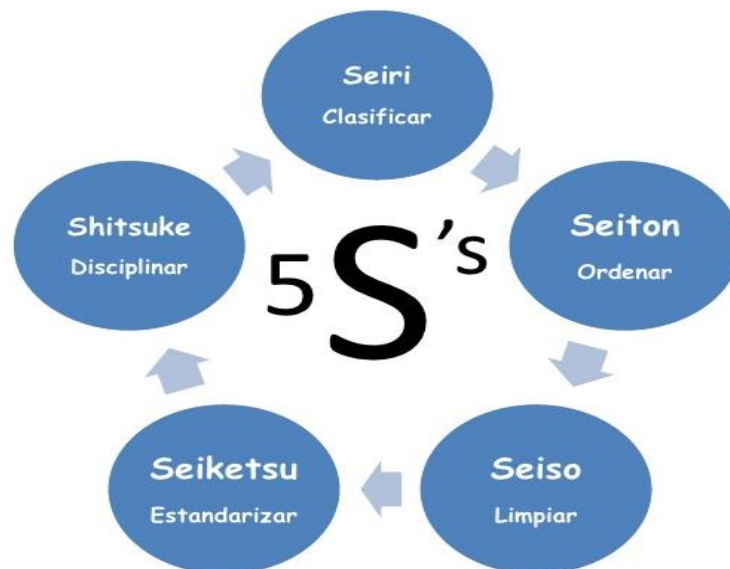 Seiri
Clasificar
Seiton
Ordenar
Seiso
Limpiar
Seiketsu
Estandarizar
Shitsuke
Disciplinar
5S's